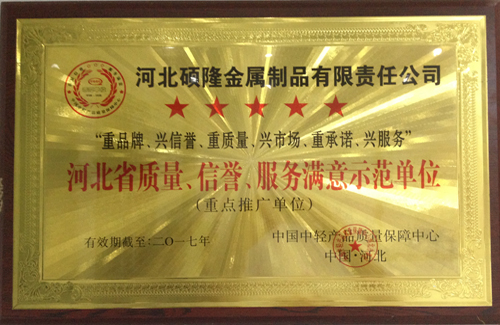 河北硕隆金属制品有限责任公司
“重品牌、兴信誉、重质量、兴市场、重承诺、兴服务”
河北省质量、信誉、服务满意示范单位
（重点推广单位）
有效期截至:二〇一七年
中国中轻产品质量保障中心
中国·河北